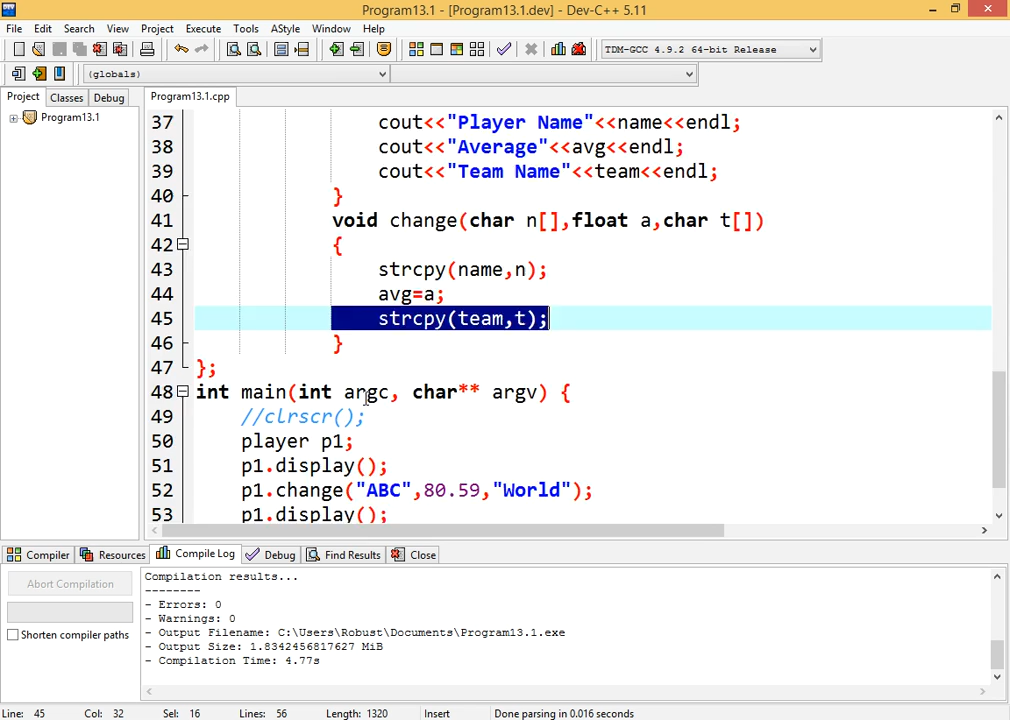 Program13.1 - [Program13.1.dev] - Dev-C++ 5.11
File Edit Search View Project Execute Tools AStyle Window Help
TDM-GCC 4.9.2 64-bit Release
(globals)
Project Classes Debug Program13.1.cpp
Program13.1
37 cout<<"Player Name"<<name<<endl;
38 cout<<"Average"<<avg<<endl;
39 cout<<"Team Name"<<team<<endl;
40 }
41 void change(char n[],float a,char t[])
42 {
43 strcpy(name,n);
44 avg=a;
45 strcpy(team,t);
46 }
47 };
48 int main(int argc, char** argv) {
49 //clrscr();
50 player p1;
51 p1.display();
52 p1.change("ABC",80.59,"World");
53 p1.display();
Compiler Resources Compile Log Debug Find Results Close
Abort Compilation
Shorten compiler paths
Compilation results...
--------
- Errors: 0
- Warnings: 0
- Output Filename: C:\Users\Robust\Documents\Program13.1.exe
- Output Size: 1.8342456817627 MiB
- Compilation Time: 4.77s
Line: 45 Col: 32 Sel: 16 Lines: 56 Length: 1320 Insert Done parsing in 0.016 seconds